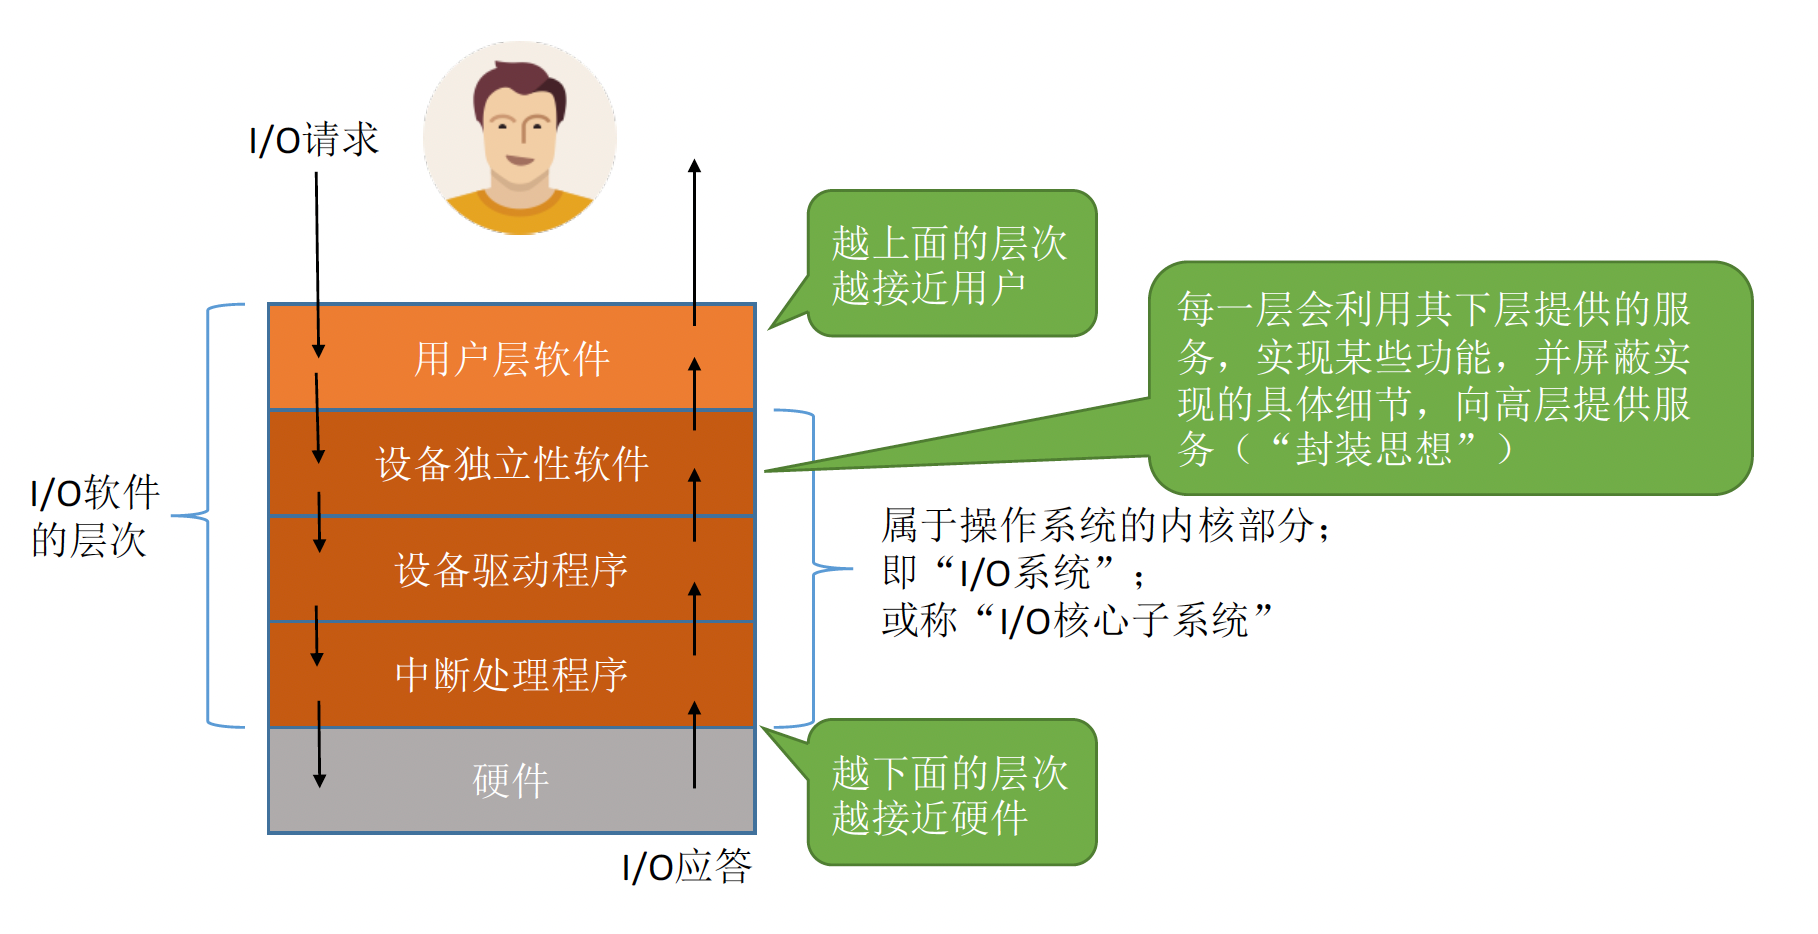 I/O请求
越上面的层次
越接近用户
每一层会利用其下层提供的服
务，实现某些功能，并屏蔽实
现的具体细节，向高层提供服
务（“封装思想”）
用户层软件
设备独立性软件
I/O软件
的层次
属于操作系统的内核部分；
即“I/O系统”；
或称“I/O核心子系统”
设备驱动程序
中断处理程序
硬件
越下面的层次
越接近硬件
I/O应答